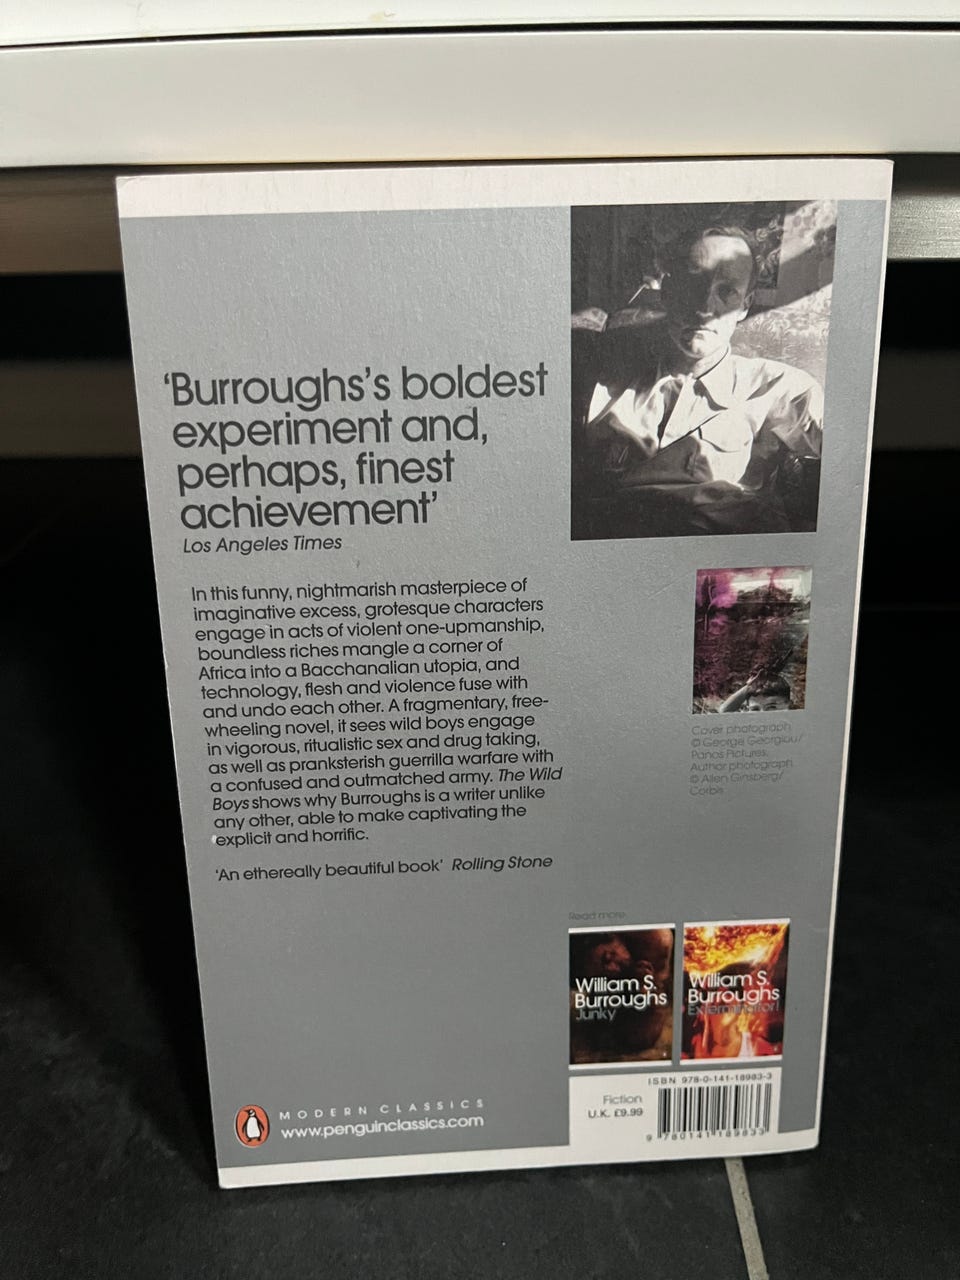 ‘Burroughs’s boldest
experiment and,
perhaps, finest
achievement’
Los Angeles Times
In this funny, nightmarish masterpiece of
imaginative excess, grotesque characters
engage in acts of violent one-upmanship,
boundless riches mangle a corner of
Africa into a Bacchanalian utopia, and
technology, flesh and violence fuse with
and undo each other. A fragmentary, free-
wheeling novel, it sees wild boys engage
in vigorous, ritualistic sex and drug taking,
as well as pranksterish guerrilla warfare with
a confused and outmatched army. The Wild
Boys shows why Burroughs is a writer unlike
any other, able to make captivating the
explicit and horrific.
‘An ethereally beautiful book’ Rolling Stone
Cover photograph
© George Georgiou/
Panos Pictures.
Author photograph
© Allen Ginsberg/
Corbis
Read more
William S.
Burroughs
Junky
William S.
Burroughs
Exterminator!
ISBN 978-0-141-18983-3
Fiction
U.K. £9.99
9 780141 189833
MODERN CLASSICS
www.penguinclassics.com